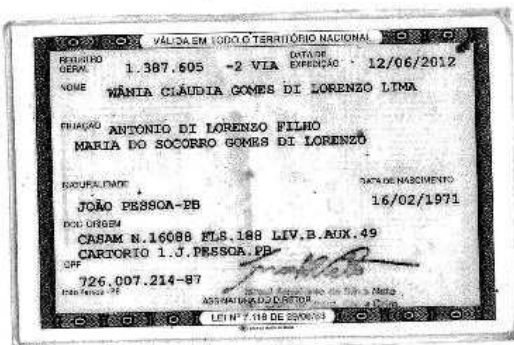 VÁLIDA EM TODO O TERRITÓRIO NACIONAL
REGISTRO GERAL 1.387.605 -2 VIA DATA DE EXPEDIÇÃO 12/06/2012
NOME WÂNIA CLÁUDIA GOMES DI LORENZO LIMA
FILIAÇÃO ANTONIO DI LORENZO FILHO
MARIA DO SOCORRO GOMES DI LORENZO
NATURALIDADE DATA DE NASCIMENTO
JOÃO PESSOA-PB 16/02/1971
DOC ORIGEM
CASAM N.16088 FLS.188 LIV.B.AUX.49
CARTORIO 1.J.PESSOA.PB
CPF
726.007.214-87
João Pessoa - PB
ASSINATURA DO DIRETOR
LEI Nº 7.116 DE 29/08/83